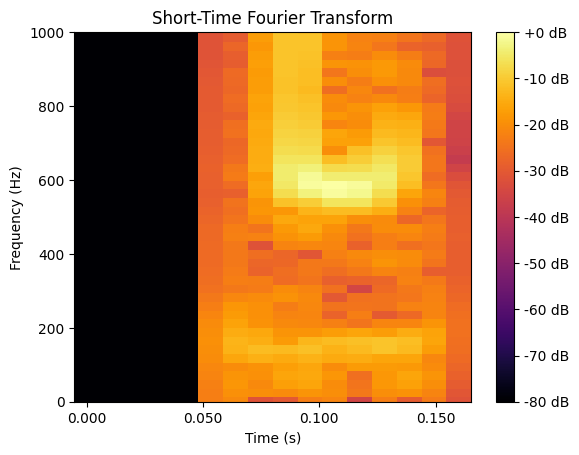 Short-Time Fourier Transform
Frequency (Hz)
1000
800
600
400
200
0
0.000
0.050
0.100
0.150
Time (s)
+0 dB
-10 dB
-20 dB
-30 dB
-40 dB
-50 dB
-60 dB
-70 dB
-80 dB